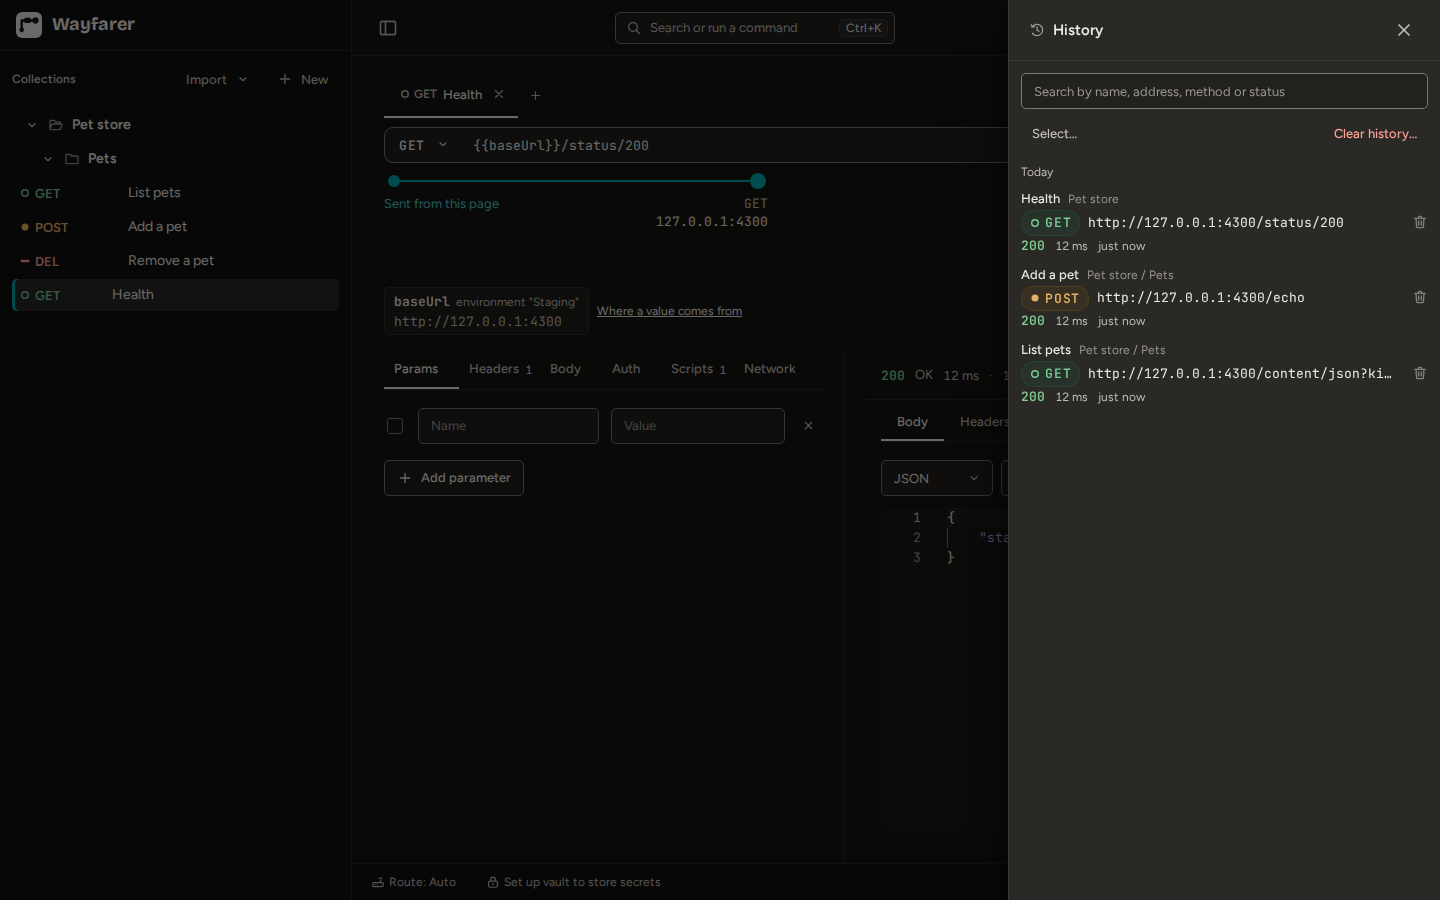 Wayfarer
Search or run a command Ctrl+K
History
Collections Import New
Search by name, address, method or status
GET Health
Select... Clear history...
Pet store
GET {{baseUrl}}/status/200
Pets
Today
GET List pets
Sent from this page GET
127.0.0.1:4300
Health Pet store
GET http://127.0.0.1:4300/status/200
200 12 ms just now
POST Add a pet
DEL Remove a pet
GET Health
Add a pet Pet store / Pets
POST http://127.0.0.1:4300/echo
200 12 ms just now
baseUrl environment "Staging"
http://127.0.0.1:4300
Where a value comes from
List pets Pet store / Pets
GET http://127.0.0.1:4300/content/json?ki...
200 12 ms just now
Params Headers 1 Body Auth Scripts 1 Network
200 OK 12 ms · 1
Body Headers
Name Value
Add parameter
JSON
1 {
2 "sta
3 }
Route: Auto Set up vault to store secrets